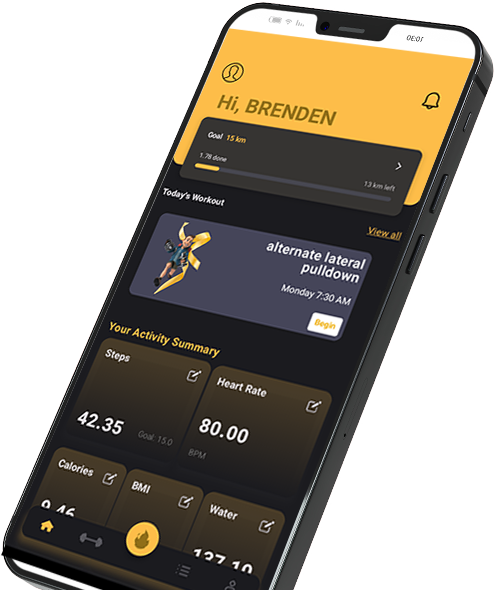 Hi, BRENDEN
Goal 15 km
1.78 done
13 km left
Today's Workout
View all
alternate lateral
pulldown
Monday 7:30 AM
Begin
Your Activity Summary
Steps
Heart Rate
42.35 Goal: 15.0
80.00
BPM
Calories
BMI
Water
9.46
137.10